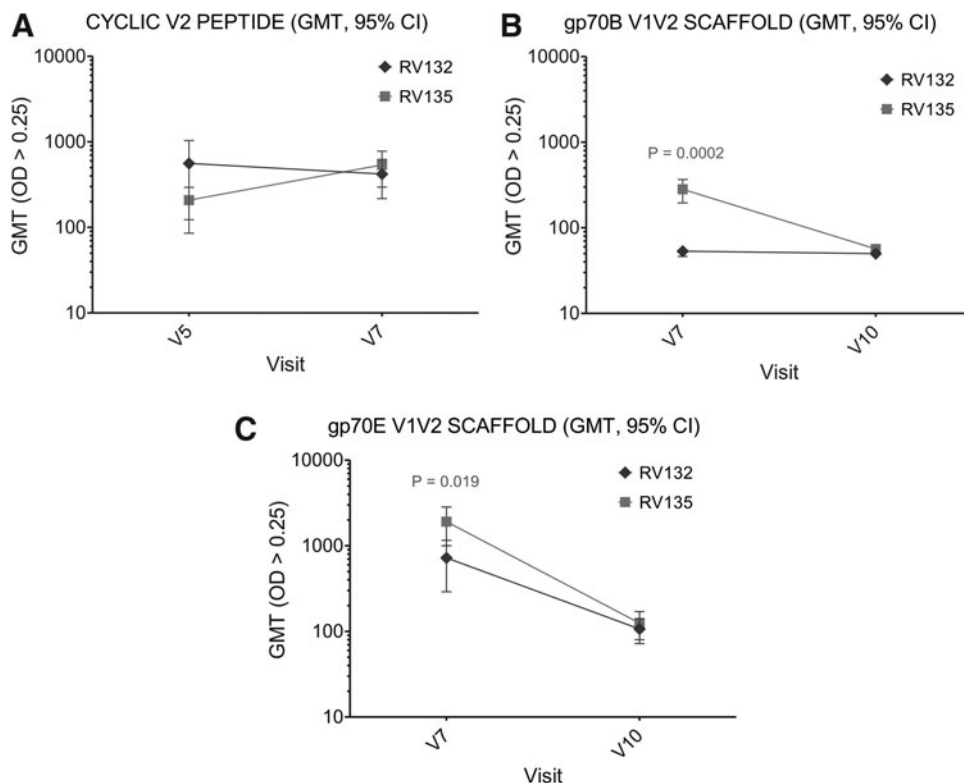 A
CYCLIC V2 PEPTIDE (GMT, 95% CI)
10000
1000
100
10
GMT (OD > 0.25)
RV132
RV135
V5
V7
Visit
B
gp70B V1V2 SCAFFOLD (GMT, 95% CI)
10000
1000
100
10
GMT (OD > 0.25)
RV132
RV135
P = 0.0002
V7
V10
Visit
C
gp70E V1V2 SCAFFOLD (GMT, 95% CI)
10000
1000
100
10
GMT (OD > 0.25)
RV132
RV135
P = 0.019
V7
V10
Visit